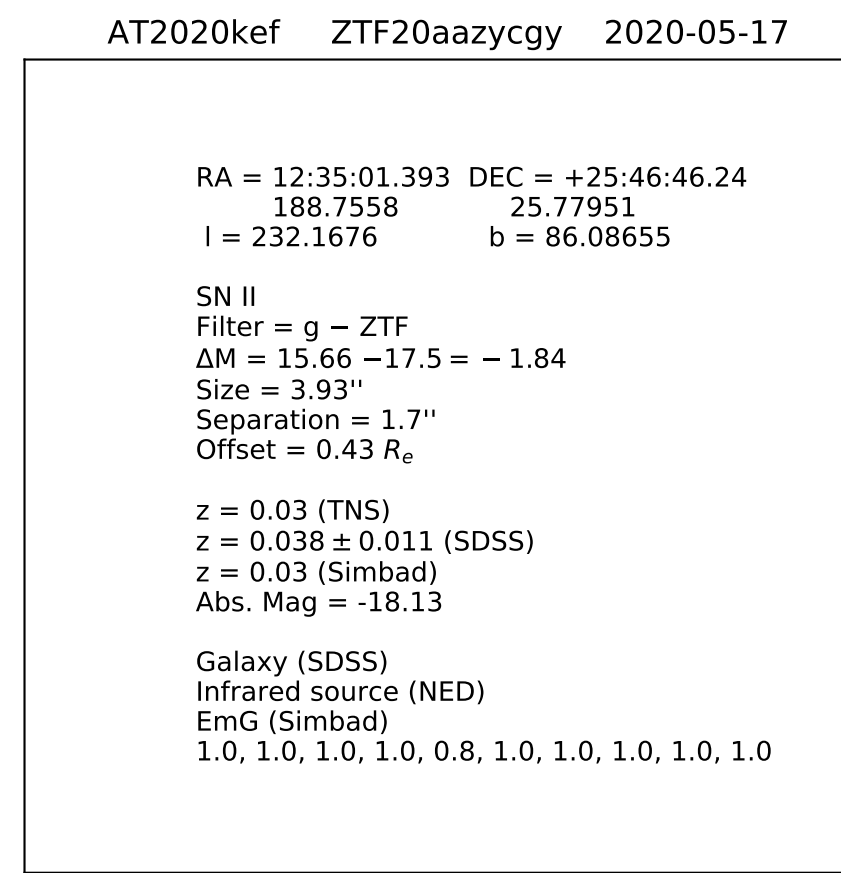 AT2020kef ZTF20aazycgy 2020-05-17
RA = 12:35:01.393 DEC = +25:46:46.24
188.7558 25.77951
l = 232.1676 b = 86.08655
SN II
Filter = g − ZTF
ΔM = 15.66 −17.5 = − 1.84
Size = 3.93''
Separation = 1.7''
Offset = 0.43 Re
z = 0.03 (TNS)
z = 0.038 ± 0.011 (SDSS)
z = 0.03 (Simbad)
Abs. Mag = -18.13
Galaxy (SDSS)
Infrared source (NED)
EmG (Simbad)
1.0, 1.0, 1.0, 1.0, 0.8, 1.0, 1.0, 1.0, 1.0, 1.0